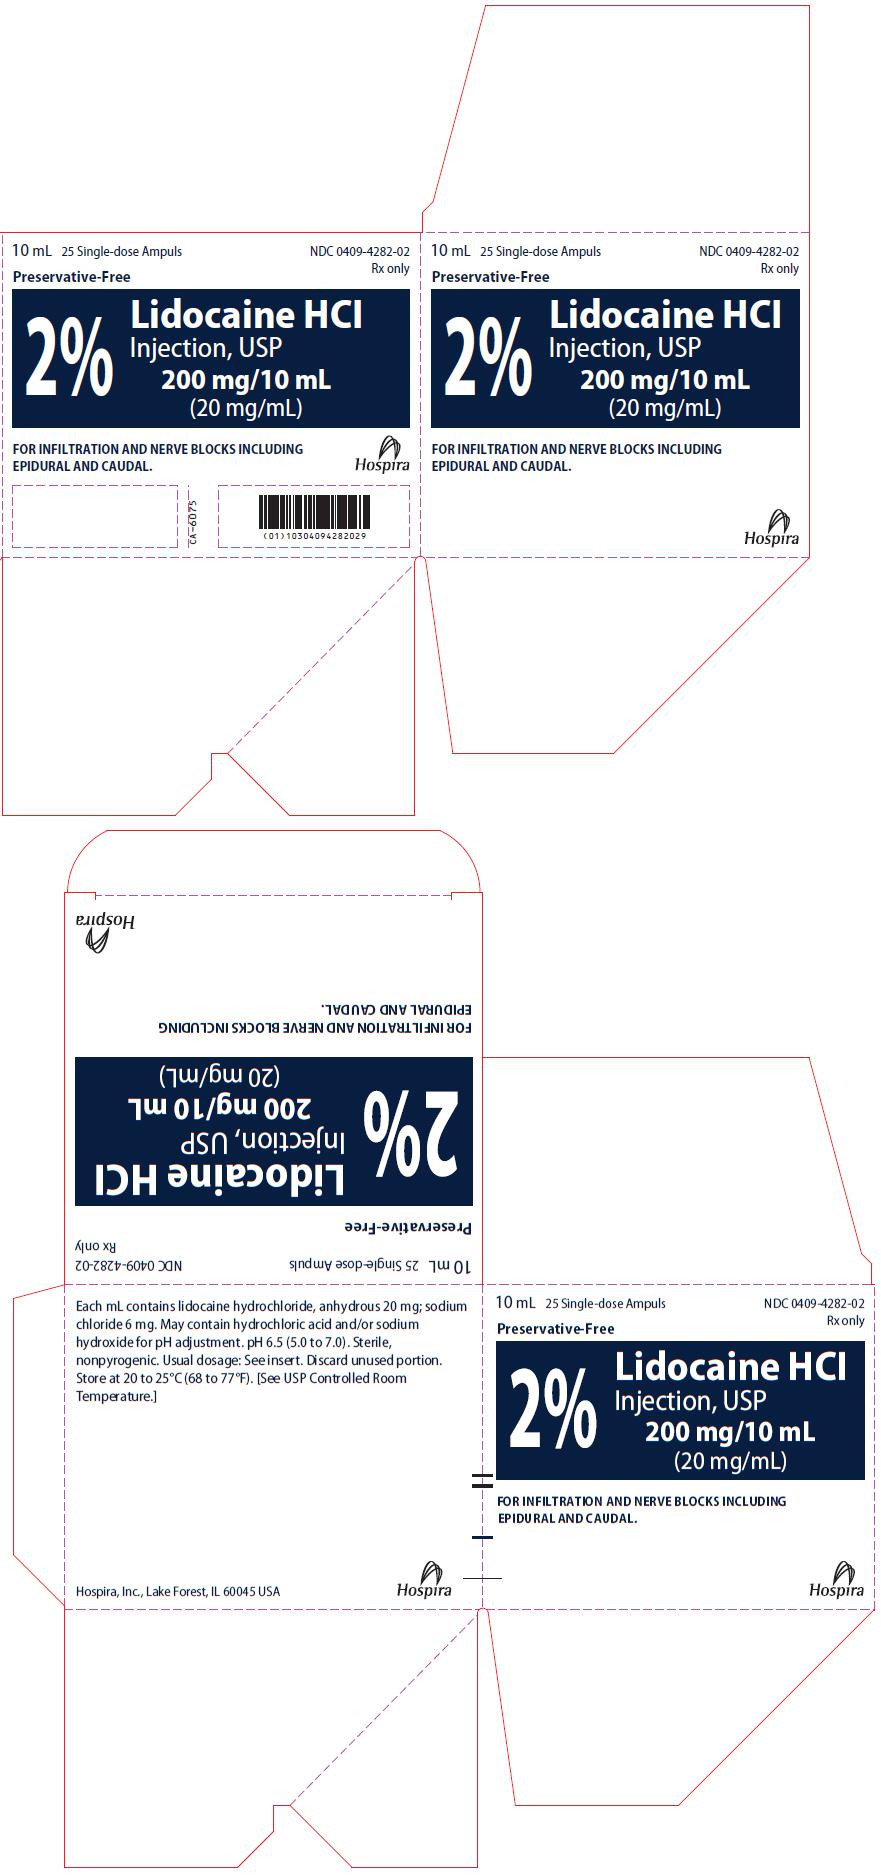 10 mL 25 Single-dose Ampuls NDC 0409-4282-02
Rx only
Preservative-Free
2%
Lidocaine HCl
Injection, USP
200 mg/10 mL
(20 mg/mL)
FOR INFILTRATION AND NERVE BLOCKS INCLUDING
EPIDURAL AND CAUDAL.
Hospira
CA-6075
(01)10304094282029
10 mL 25 Single-dose Ampuls NDC 0409-4282-02
Rx only
Preservative-Free
2%
Lidocaine HCl
Injection, USP
200 mg/10 mL
(20 mg/mL)
FOR INFILTRATION AND NERVE BLOCKS INCLUDING
EPIDURAL AND CAUDAL.
Hospira
10 mL 25 Single-dose Ampuls NDC 0409-4282-02
Rx only
Preservative-Free
2%
Lidocaine HCl
Injection, USP
200 mg/10 mL
(20 mg/mL)
FOR INFILTRATION AND NERVE BLOCKS INCLUDING
EPIDURAL AND CAUDAL.
Hospira
Each mL contains lidocaine hydrochloride, anhydrous 20 mg; sodium
chloride 6 mg. May contain hydrochloric acid and/or sodium
hydroxide for pH adjustment. pH 6.5 (5.0 to 7.0). Sterile,
nonpyrogenic. Usual dosage: See insert. Discard unused portion.
Store at 20 to 25°C (68 to 77°F). [See USP Controlled Room
Temperature.]
Hospira, Inc., Lake Forest, IL 60045 USA
Hospira
10 mL 25 Single-dose Ampuls NDC 0409-4282-02
Rx only
Preservative-Free
2%
Lidocaine HCl
Injection, USP
200 mg/10 mL
(20 mg/mL)
FOR INFILTRATION AND NERVE BLOCKS INCLUDING
EPIDURAL AND CAUDAL.
Hospira